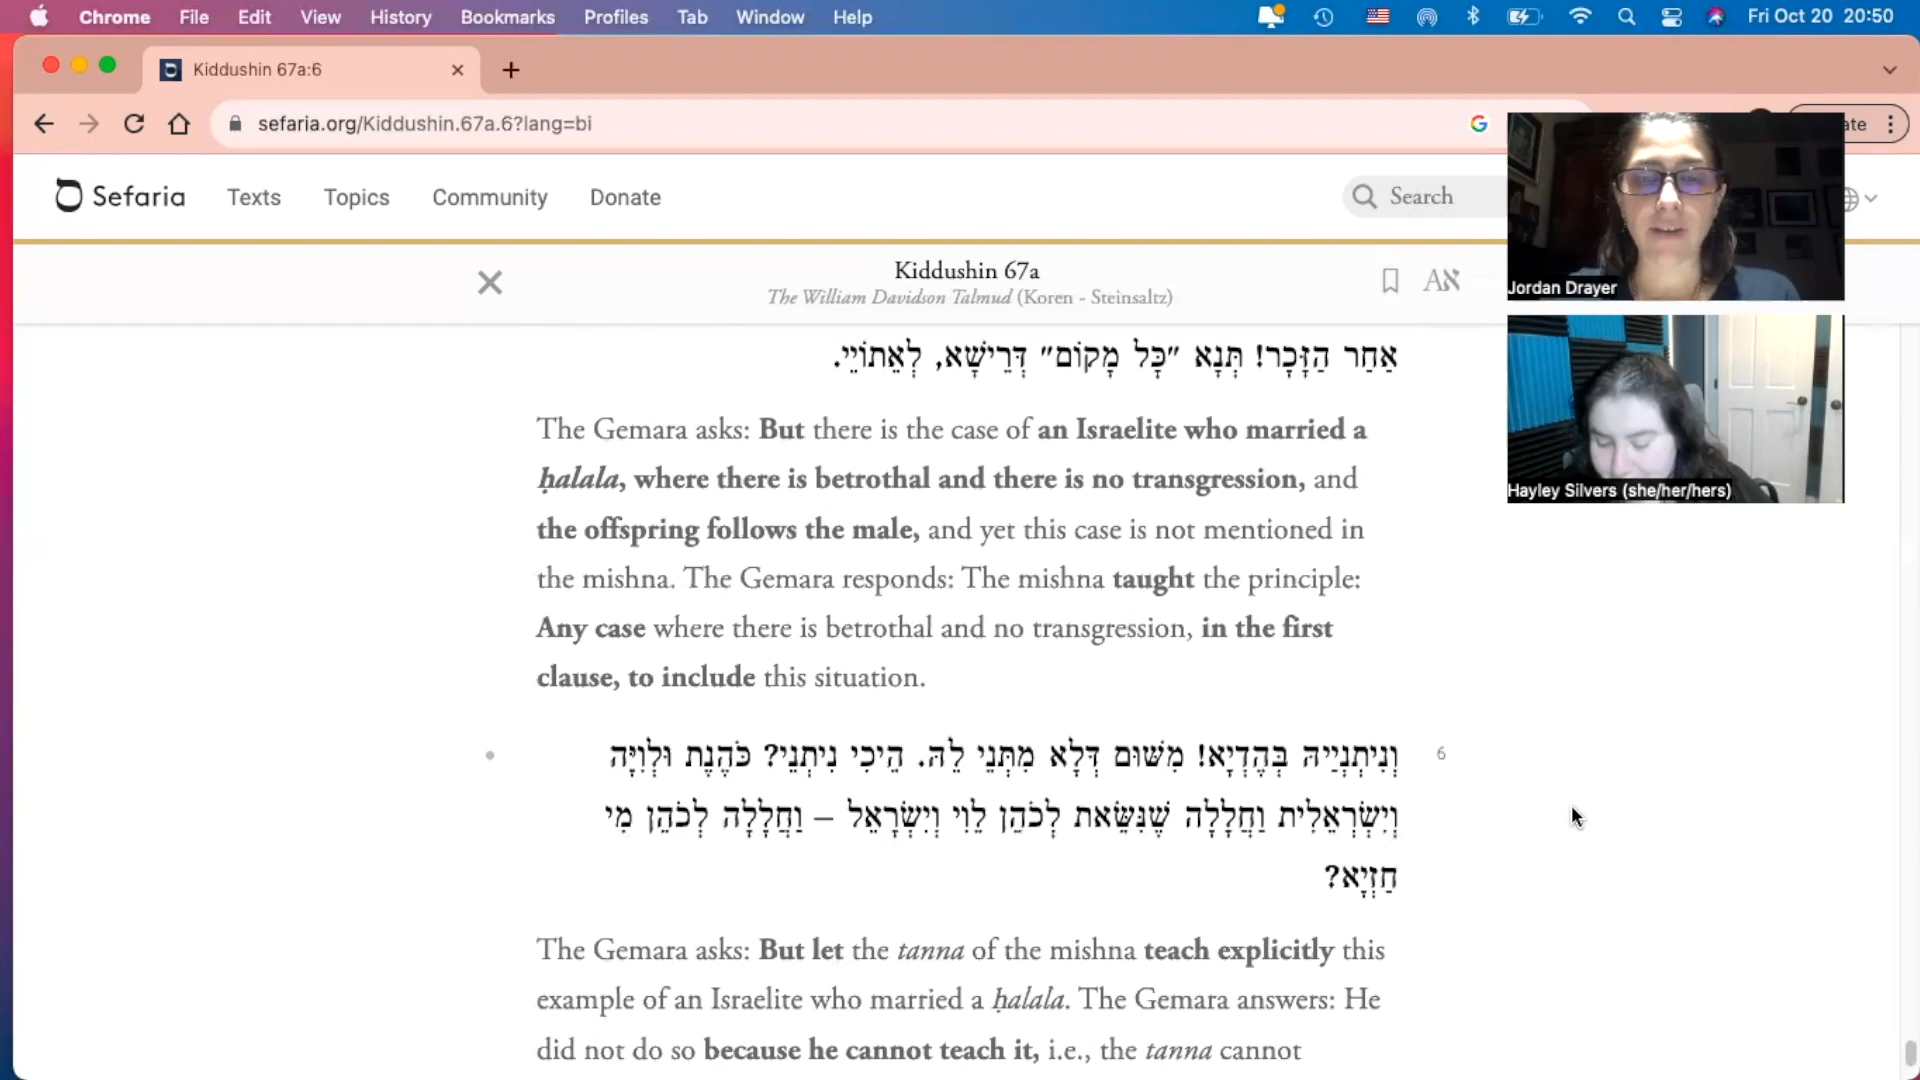 Chrome File Edit View History Bookmarks Profiles Tab Window Help Fri Oct 20 20:50
Kiddushin 67a:6
sefaria.org/Kiddushin.67a.6?lang=bi
Sefaria Texts Topics Community Donate Search
Kiddushin 67a
The William Davidson Talmud (Koren - Steinsaltz)
Jordan Drayer
Hayley Silvers (she/her/hers)
אַחַר הַזָּכָר! תְּנָא ״כׇּל מָקוֹם״ דְּרֵישָׁא, לְאֵתוֹיֵי.
The Gemara asks: But there is the case of an Israelite who married a
ḥalala, where there is betrothal and there is no transgression, and
the offspring follows the male, and yet this case is not mentioned in
the mishna. The Gemara responds: The mishna taught the principle:
Any case where there is betrothal and no transgression, in the first
clause, to include this situation.
וְנִיתְנְיַיהּ בְּהֶדְיָא! מִשּׁוּם דְּלָא מִתְּנֵי לֵהּ. הֵיכִי נִיתְנֵי? כֹּהֶנֶת וּלְוִיָּה 6
וְיִשְׂרְאֵלִית וַחֲלָלָה שֶׁנִּשֵּׂאת לְכֹהֵן לֵוִי וְיִשְׂרָאֵל – וַחֲלָלָה לְכֹהֵן מִי
חַזְיָא?
The Gemara asks: But let the tanna of the mishna teach explicitly this
example of an Israelite who married a ḥalala. The Gemara answers: He
did not do so because he cannot teach it, i.e., the tanna cannot